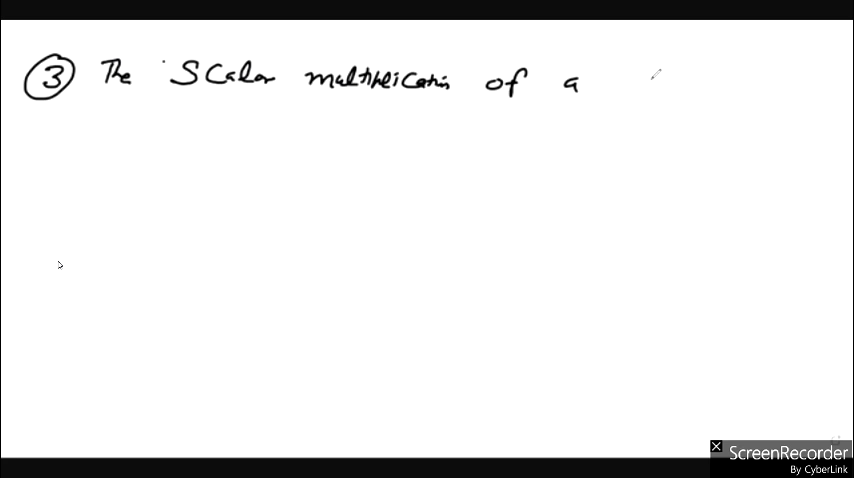 ③ The Scalar multiplication of a
ScreenRecorder
By CyberLink